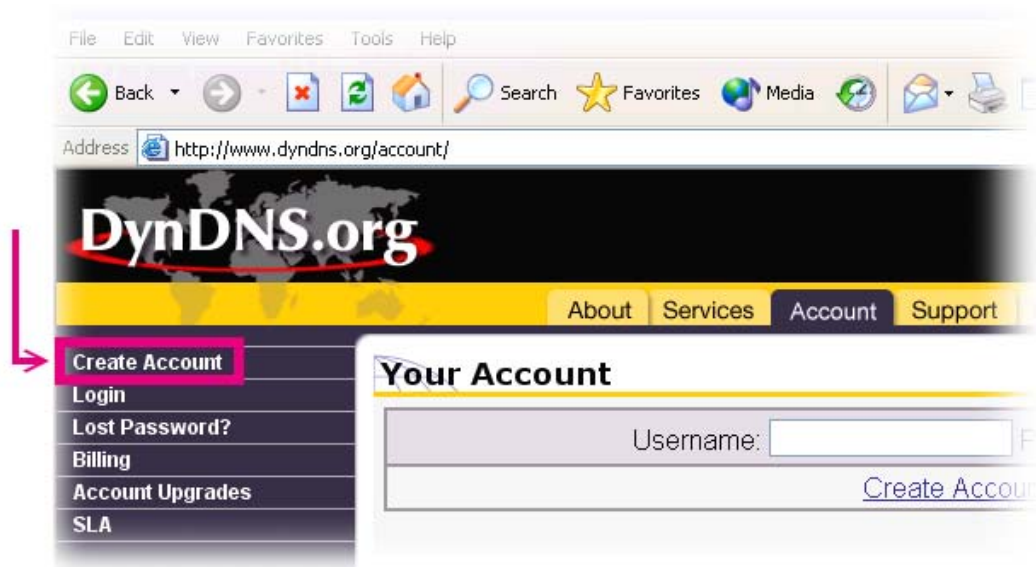 File Edit View Favorites Tools Help
Back Search Favorites Media
Address http://www.dyndns.org/account/
DynDNS.org
About Services Account Support
Create Account
Login
Lost Password?
Billing
Account Upgrades
SLA
Your Account
Username:
Create